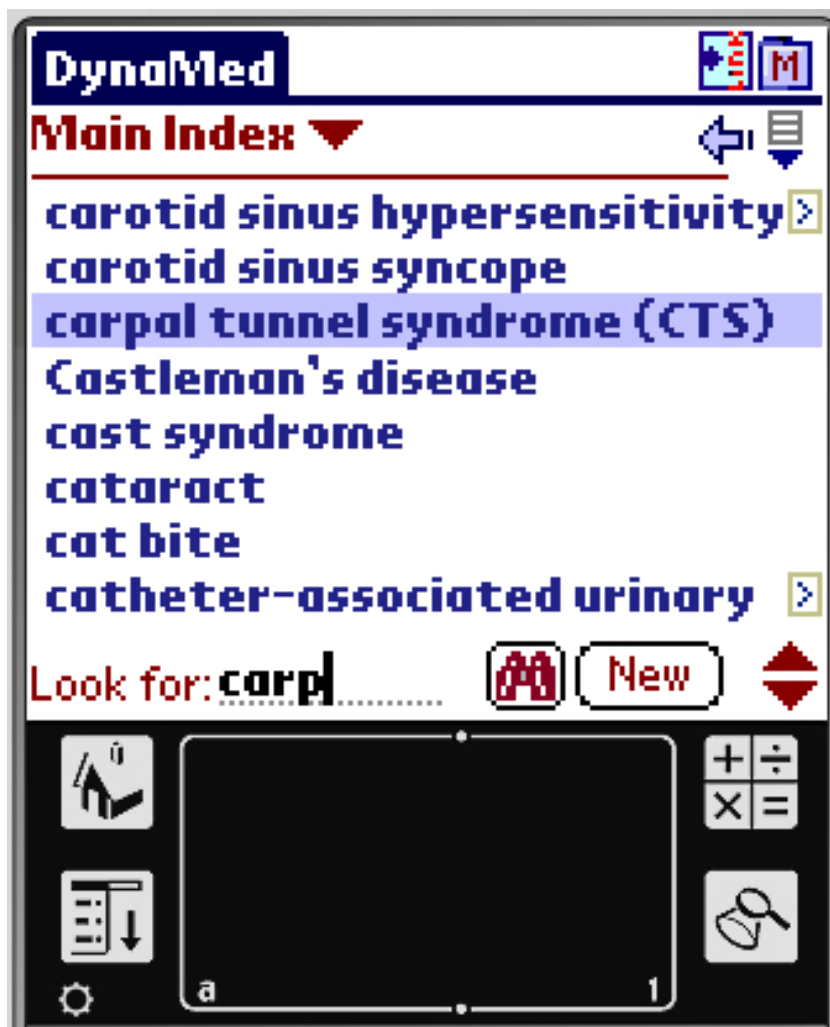 DynaMed
M
Main Index
carotid sinus hypersensitivity
carotid sinus syncope
carpal tunnel syndrome (CTS)
Castleman's disease
cast syndrome
cataract
cat bite
catheter-associated urinary
Look for: carp
New
+ ÷
× =
a 1